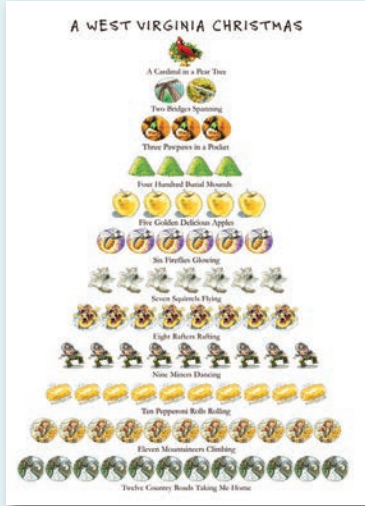 A WEST VIRGINIA CHRISTMAS
A Cardinal in a Pear Tree
Two Bridges Spanning
Three Pawpaws in a Pocket
Four Hundred Burial Mounds
Five Golden Delicious Apples
Six Fireflies Glowing
Seven Squirrels Flying
Eight Rafters Rafting
Nine Miners Dancing
Ten Pepperoni Rolls Rolling
Eleven Mountaineers Climbing
Twelve Country Roads Taking Me Home